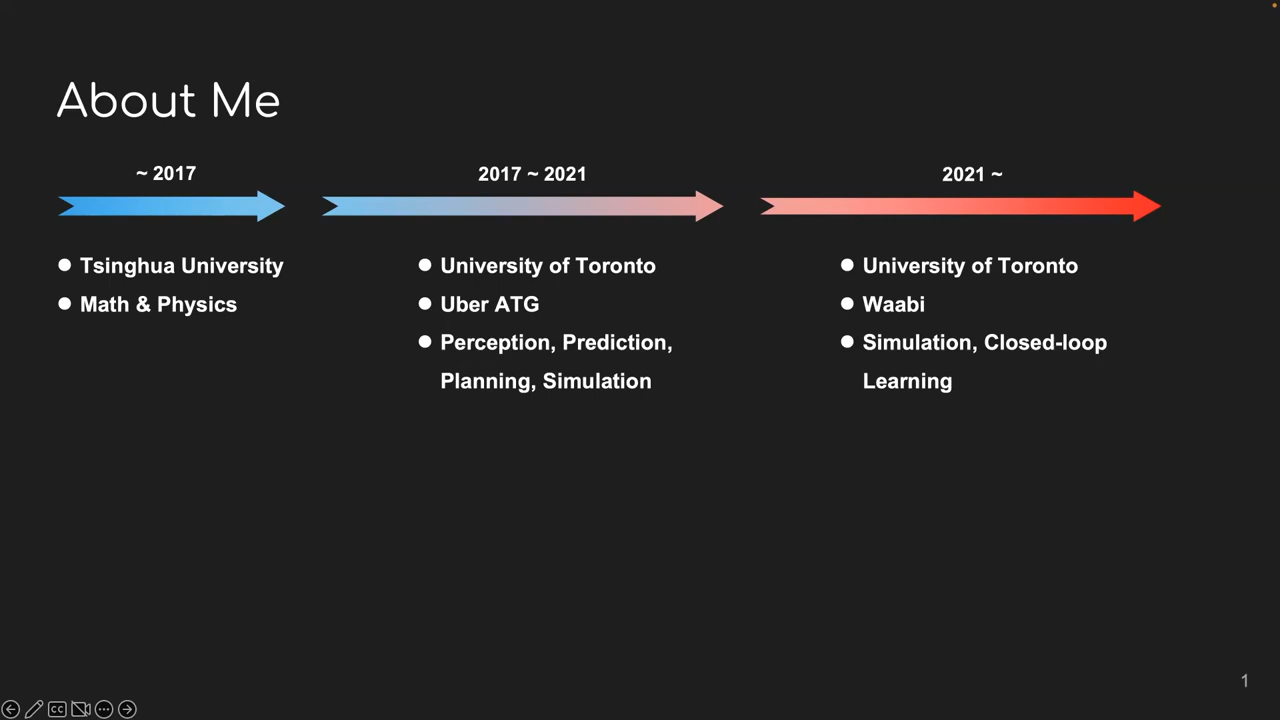 About Me
~ 2017
Tsinghua University
Math & Physics
2017 ~ 2021
University of Toronto
Uber ATG
Perception, Prediction,
Planning, Simulation
2021 ~
University of Toronto
Waabi
Simulation, Closed-loop
Learning
1
CC